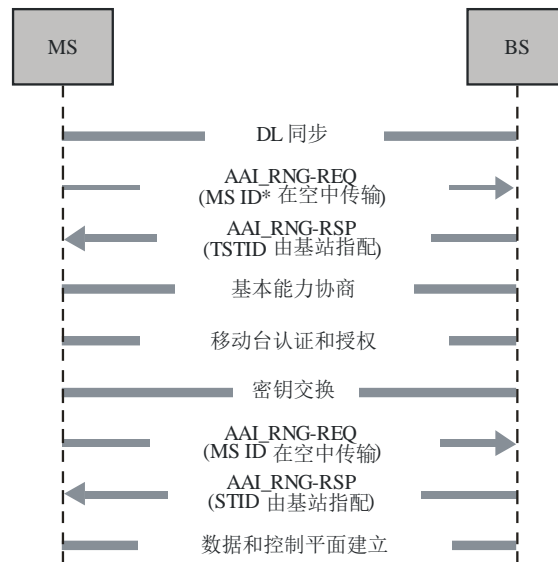 MS
BS
DL 同步
AAI_RNG-REQ
(MS ID* 在空中传输)
AAI_RNG-RSP
(TSTID 由基站指配)
基本能力协商
移动台认证和授权
密钥交换
AAI_RNG-REQ
(MS ID 在空中传输)
AAI_RNG-RSP
(STID 由基站指配)
数据和控制平面建立